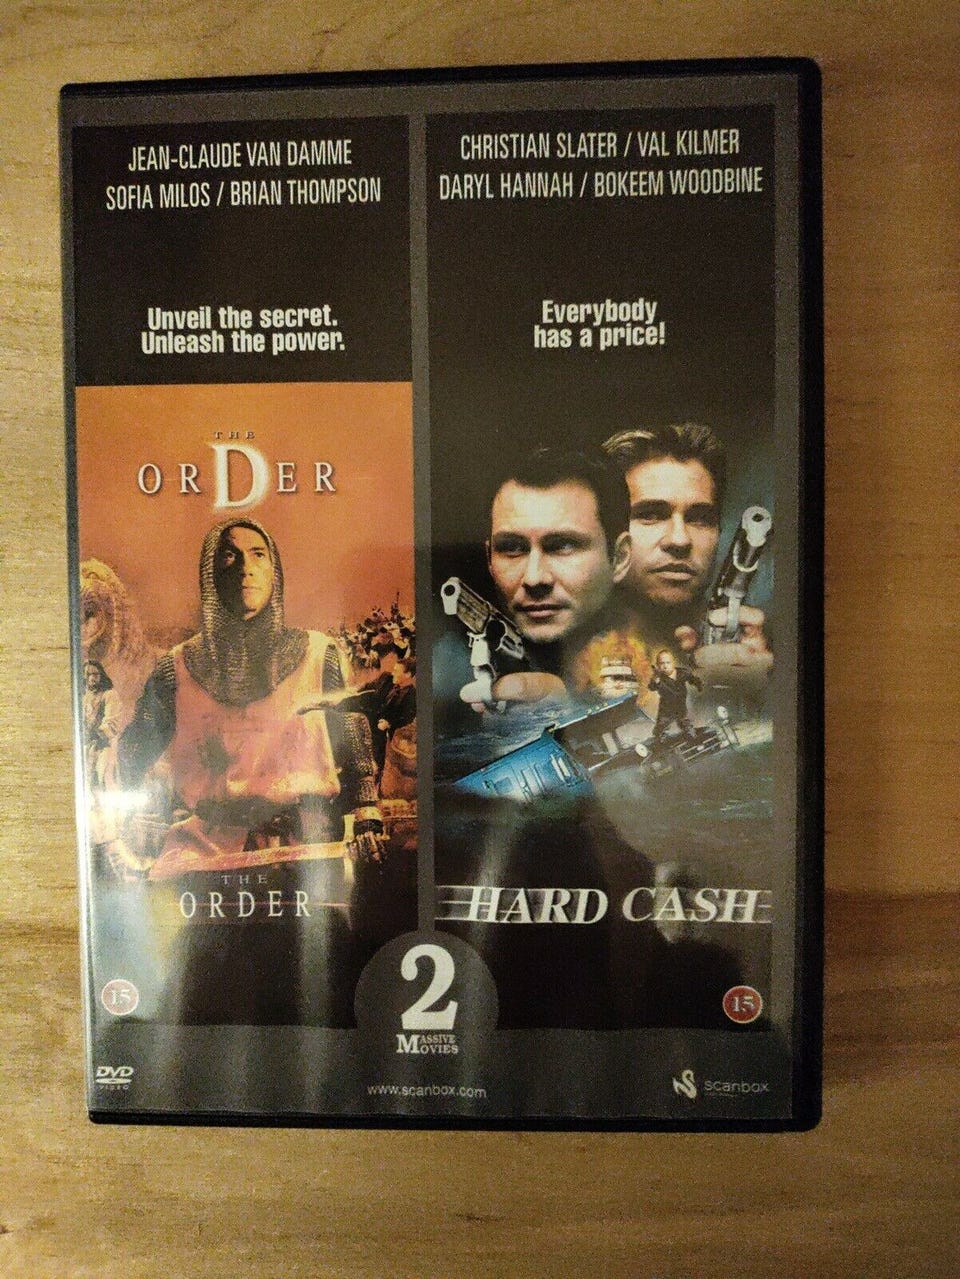 JEAN-CLAUDE VAN DAMME
SOFIA MILOS / BRIAN THOMPSON
Unveil the secret.
Unleash the power.
THE
ORDER
THE
ORDER
15
CHRISTIAN SLATER / VAL KILMER
DARYL HANNAH / BOKEEM WOODBINE
Everybody
has a price!
HARD CASH
15
2
MASSIVE
MOVIES
DVD
VIDEO
www.scanbox.com
scanbox